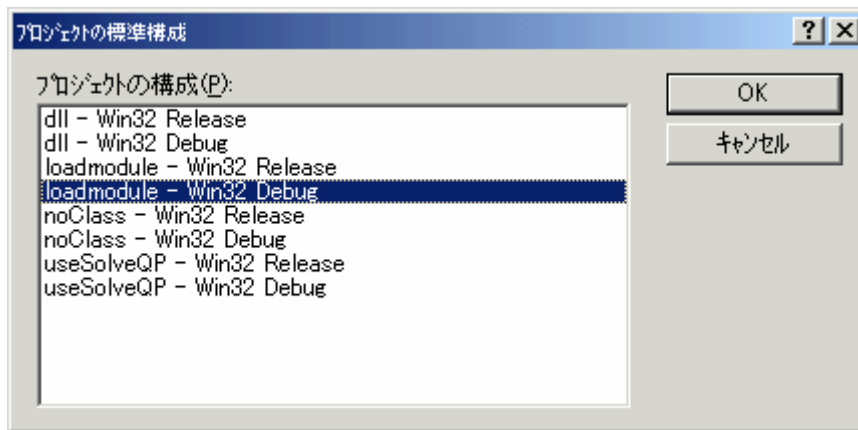 ﾌﾟﾛｼﾞｪｸﾄの標準構成
ﾌﾟﾛｼﾞｪｸﾄの構成(P):
dll - Win32 Release
dll - Win32 Debug
loadmodule - Win32 Release
loadmodule - Win32 Debug
noClass - Win32 Release
noClass - Win32 Debug
useSolveQP - Win32 Release
useSolveQP - Win32 Debug
OK
ｷｬﾝｾﾙ